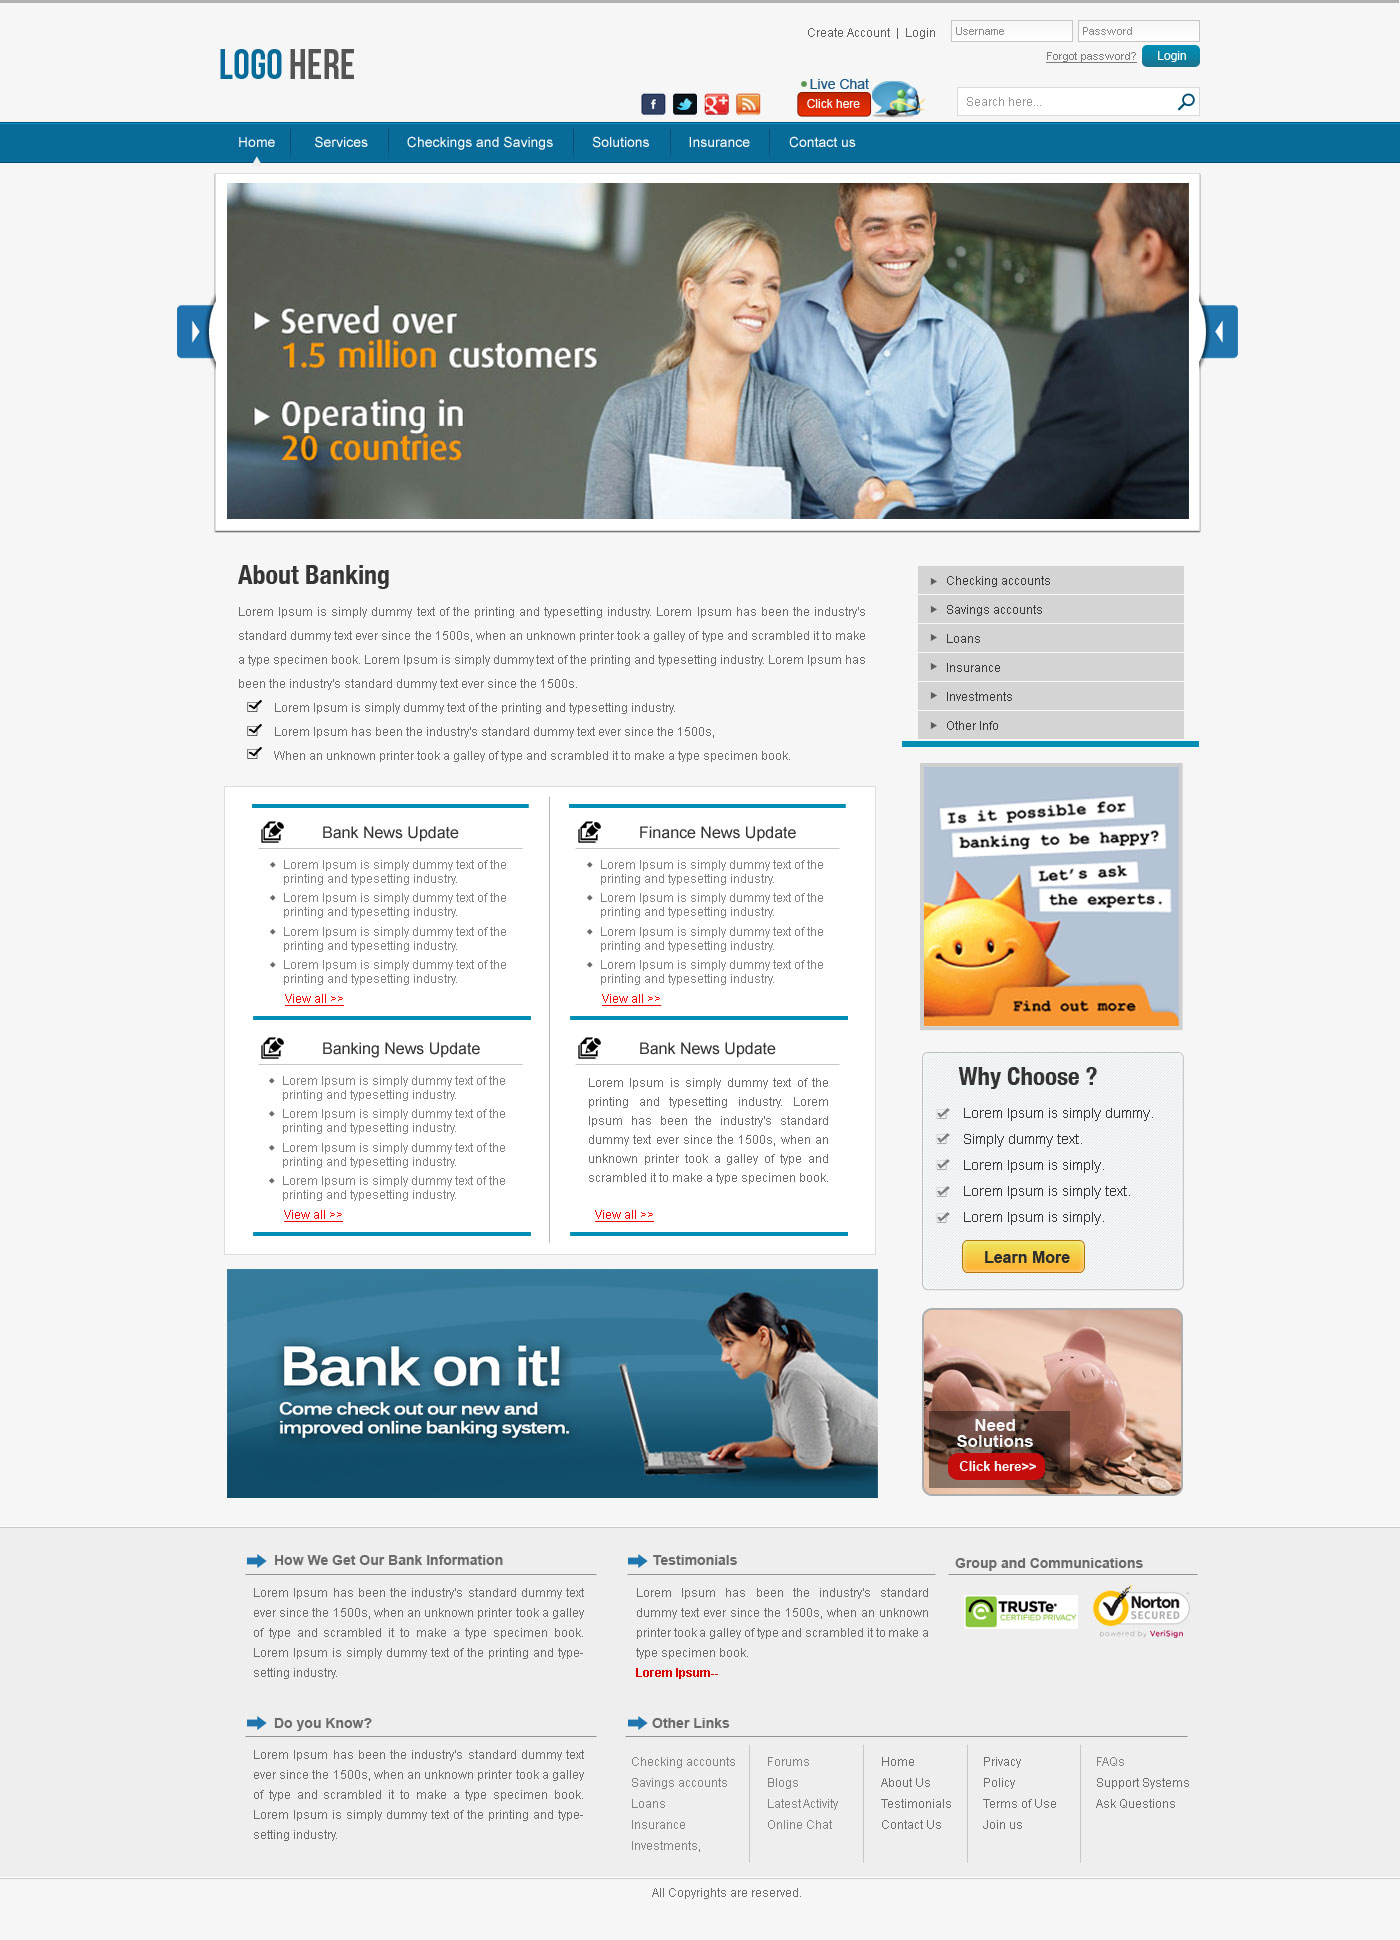 Create Account | Login
Username
Password
Forgot password?
Login
LOGO HERE
f
g+
Live Chat
Click here
Search here...
Home
Services
Checkings and Savings
Solutions
Insurance
Contact us
Served over
1.5 million customers
Operating in
20 countries
About Banking
Lorem Ipsum is simply dummy text of the printing and typesetting industry. Lorem Ipsum has been the industry's
standard dummy text ever since the 1500s, when an unknown printer took a galley of type and scrambled it to make
a type specimen book. Lorem Ipsum is simply dummy text of the printing and typesetting industry. Lorem Ipsum has
been the industry's standard dummy text ever since the 1500s.
Lorem Ipsum is simply dummy text of the printing and typesetting industry.
Lorem Ipsum has been the industry's standard dummy text ever since the 1500s,
When an unknown printer took a galley of type and scrambled it to make a type specimen book.
Checking accounts
Savings accounts
Loans
Insurance
Investments
Other Info
Bank News Update
Lorem Ipsum is simply dummy text of the
printing and typesetting industry.
Lorem Ipsum is simply dummy text of the
printing and typesetting industry.
Lorem Ipsum is simply dummy text of the
printing and typesetting industry.
Lorem Ipsum is simply dummy text of the
printing and typesetting industry.
View all >>
Finance News Update
Lorem Ipsum is simply dummy text of the
printing and typesetting industry.
Lorem Ipsum is simply dummy text of the
printing and typesetting industry.
Lorem Ipsum is simply dummy text of the
printing and typesetting industry.
Lorem Ipsum is simply dummy text of the
printing and typesetting industry.
View all >>
Banking News Update
Lorem Ipsum is simply dummy text of the
printing and typesetting industry.
Lorem Ipsum is simply dummy text of the
printing and typesetting industry.
Lorem Ipsum is simply dummy text of the
printing and typesetting industry.
Lorem Ipsum is simply dummy text of the
printing and typesetting industry.
View all >>
Bank News Update
Lorem Ipsum is simply dummy text of the
printing and typesetting industry. Lorem
Ipsum has been the industry's standard
dummy text ever since the 1500s, when an
unknown printer took a galley of type and
scrambled it to make a type specimen book.
View all >>
Is it possible for
banking to be happy?
Let's ask
the experts.
Find out more
Why Choose ?
Lorem Ipsum is simply dummy.
Simply dummy text.
Lorem Ipsum is simply.
Lorem Ipsum is simply text.
Lorem Ipsum is simply.
Learn More
Bank on it!
Come check out our new and
improved online banking system.
Need
Solutions
Click here>>
How We Get Our Bank Information
Lorem Ipsum has been the industry's standard dummy text
ever since the 1500s, when an unknown printer took a galley
of type and scrambled it to make a type specimen book.
Lorem Ipsum is simply dummy text of the printing and type-
setting industry.
Testimonials
Lorem Ipsum has been the industry's standard
dummy text ever since the 1500s, when an unknown
printer took a galley of type and scrambled it to make a
type specimen book.
Lorem Ipsum--
Group and Communications
TRUSTe
CERTIFIED PRIVACY
Norton
SECURED
powered by VeriSign
Do you Know?
Lorem Ipsum has been the industry's standard dummy text
ever since the 1500s, when an unknown printer took a galley
of type and scrambled it to make a type specimen book.
Lorem Ipsum is simply dummy text of the printing and type-
setting industry.
Other Links
Checking accounts
Savings accounts
Loans
Insurance
Investments,
Forums
Blogs
Latest Activity
Online Chat
Home
About Us
Testimonials
Contact Us
Privacy
Policy
Terms of Use
Join us
FAQs
Support Systems
Ask Questions
All Copyrights are reserved.